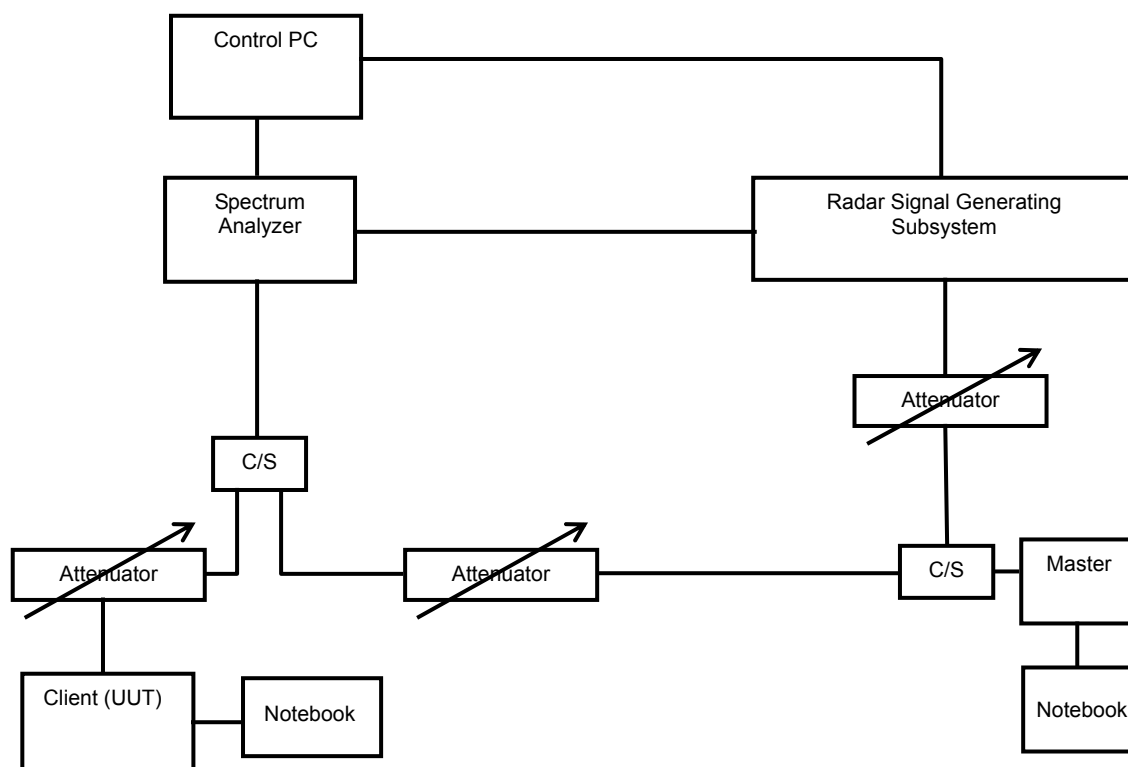 Control PC
Spectrum
Analyzer
Radar Signal Generating
Subsystem
Attenuator
C/S
Attenuator
Attenuator
C/S
Master
Client (UUT)
Notebook
Notebook